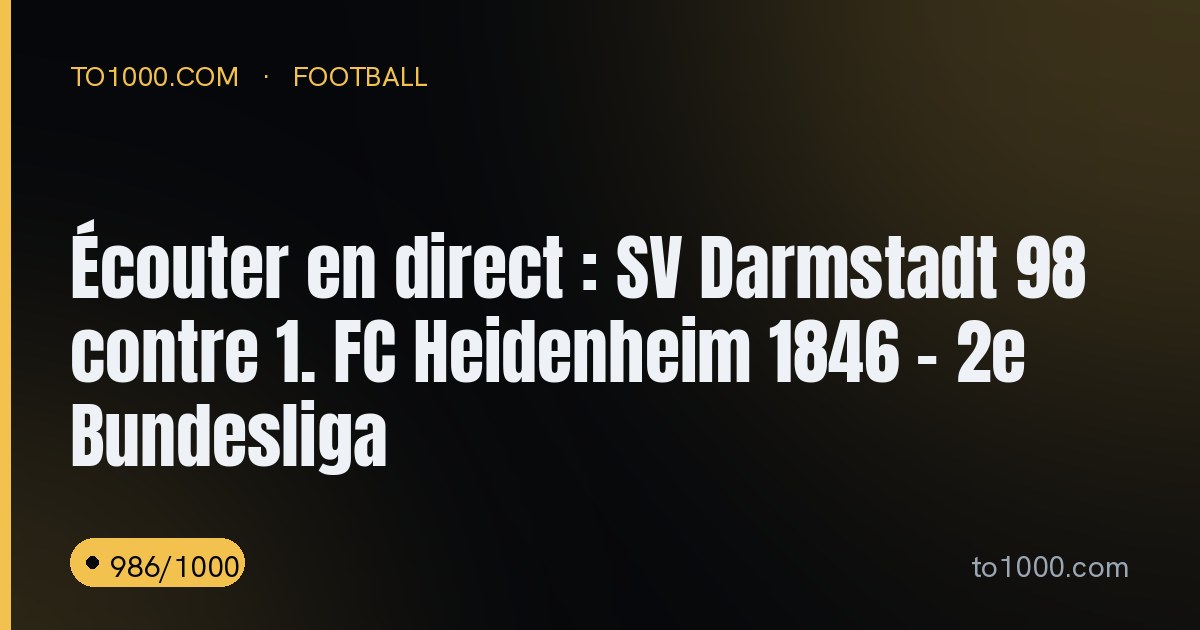 TO1000.COM · FOOTBALL
Écouter en direct : SV Darmstadt 98
contre 1. FC Heidenheim 1846 - 2e
Bundesliga
986/1000
to1000.com